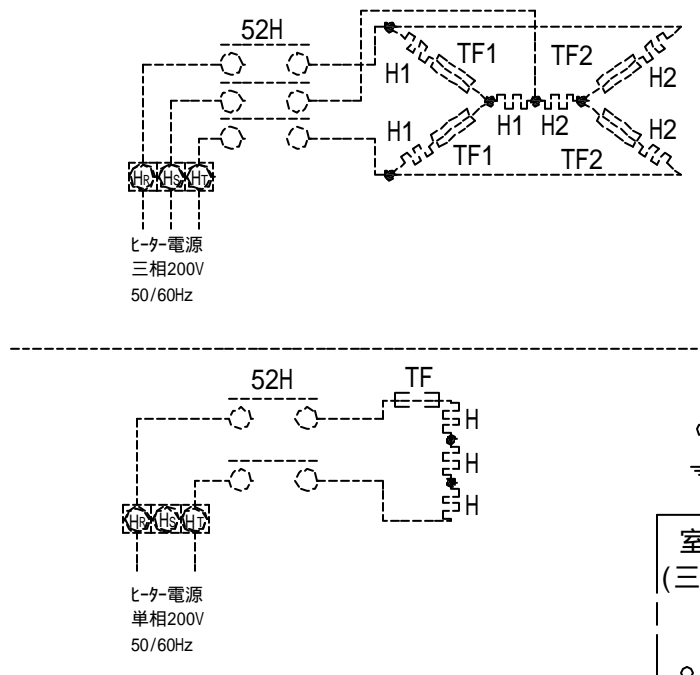 52H
TF1
TF2
H1
H2
H1
H1
H2
H2
TF1
TF2
HR
HS
HT
ヒーター電源
三相200V
50/60Hz
52H
TF
H
H
H
HR
HS
HT
ヒーター電源
単相200V
50/60Hz
室
(三